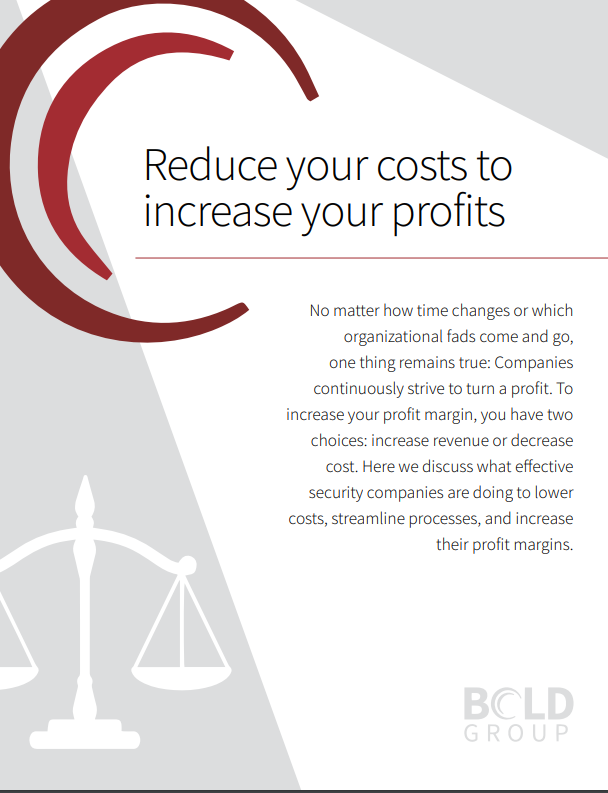 Reduce your costs to
increase your profits
No matter how time changes or which
organizational fads come and go,
one thing remains true: Companies
continuously strive to turn a profit. To
increase your profit margin, you have two
choices: increase revenue or decrease
cost. Here we discuss what effective
security companies are doing to lower
costs, streamline processes, and increase
their profit margins.
BOLD
GROUP